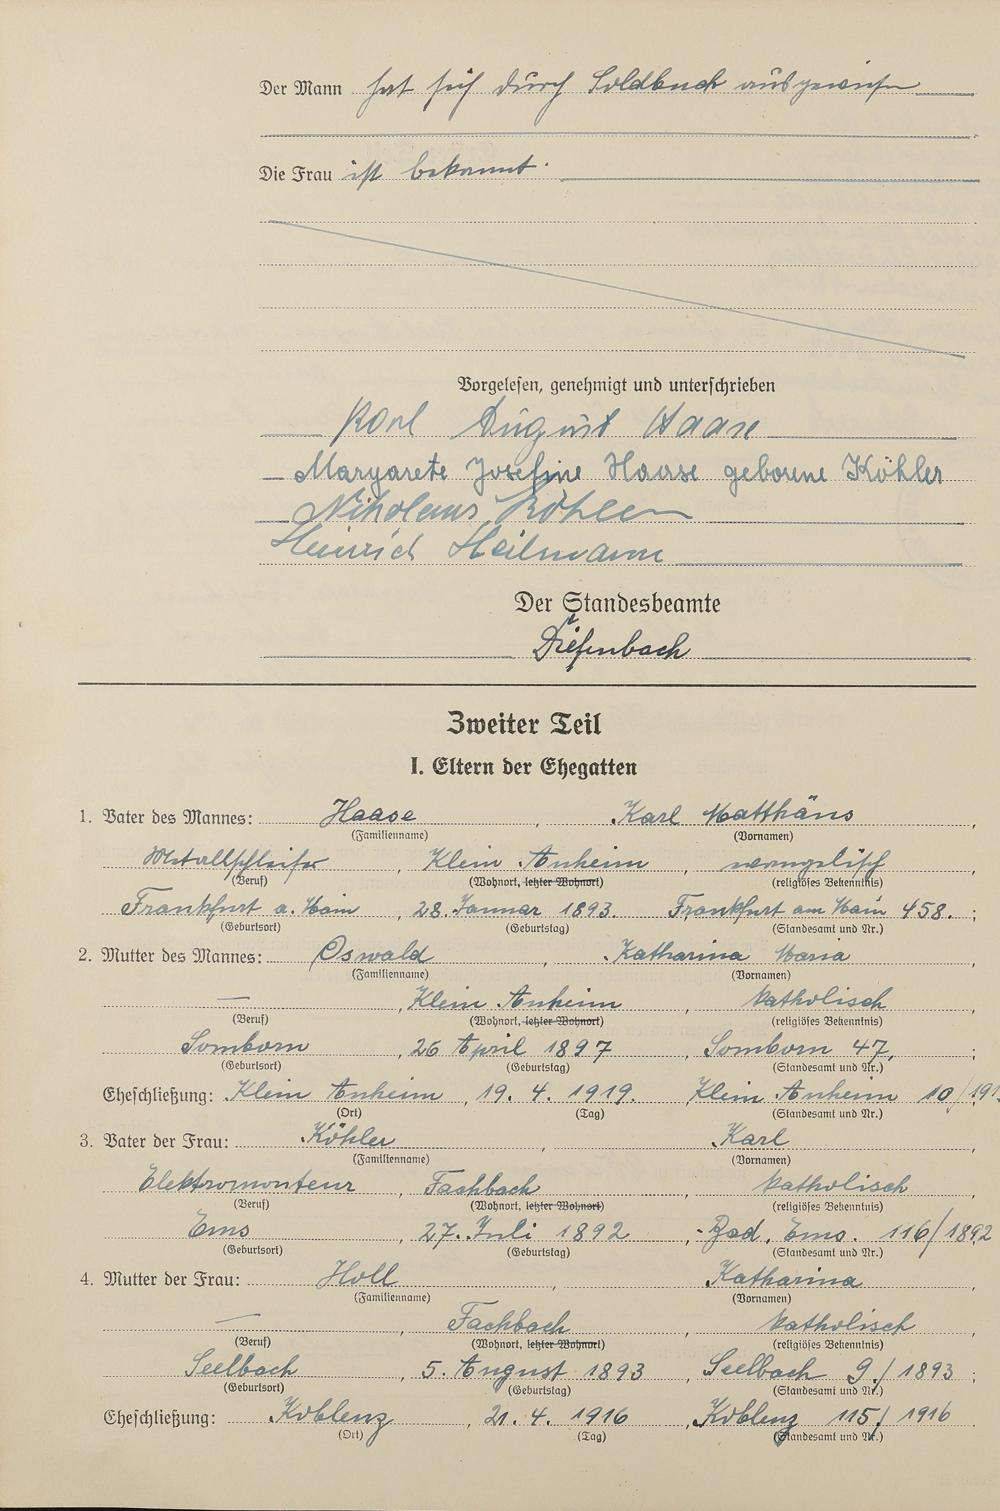 Der Mann hat sich durch Soldbuch ausgewiesen
Die Frau ist bekannt.
Vorgelesen, genehmigt und unterschrieben
Karl August Haase
Margarete Josefine Haase geborene Köhler
Nikolaus Köhler
Heinrich Heilmann
Der Standesbeamte
Diefenbach
Zweiter Teil
I. Eltern der Ehegatten
1. Vater des Mannes: Haase, Karl Matthäus,
(Familienname) (Vornamen)
Metallschleifer, Klein Auheim, evangelisch
(Beruf) (Wohnort, letzter Wohnort) (religiöses Bekenntnis)
Frankfurt a. Main, 28. Januar 1893. Frankfurt am Main 458. ;
(Geburtsort) (Geburtstag) (Standesamt und Nr.)
2. Mutter des Mannes: Oswald, Katharina Maria,
(Familienname) (Vornamen)
—, Klein Auheim, katholisch,
(Beruf) (Wohnort, letzter Wohnort) (religiöses Bekenntnis)
Somborn, 26 April 1897, Somborn 47, ;
(Geburtsort) (Geburtstag) (Standesamt und Nr.)
Eheschließung: Klein Auheim, 19. 4. 1919. Klein Auheim 10/191
(Ort) (Tag) (Standesamt und Nr.)
3. Vater der Frau: Köhler, Karl,
(Familienname) (Vornamen)
Elektromonteur, Fachbach, katholisch,
(Beruf) (Wohnort, letzter Wohnort) (religiöses Bekenntnis)
Ems, 27. Juli 1892, Bad. Ems. 116/1892
(Geburtsort) (Geburtstag) (Standesamt und Nr.)
4. Mutter der Frau: Holl, Katharina,
(Familienname) (Vornamen)
—, Fachbach, katholisch,
(Beruf) (Wohnort, letzter Wohnort) (religiöses Bekenntnis)
Seelbach, 5. August 1893, Seelbach 9/1893 ;
(Geburtsort) (Geburtstag) (Standesamt und Nr.)
Eheschließung: Koblenz, 21. 4. 1916, Koblenz 115/1916
(Ort) (Tag) (Standesamt und Nr.)